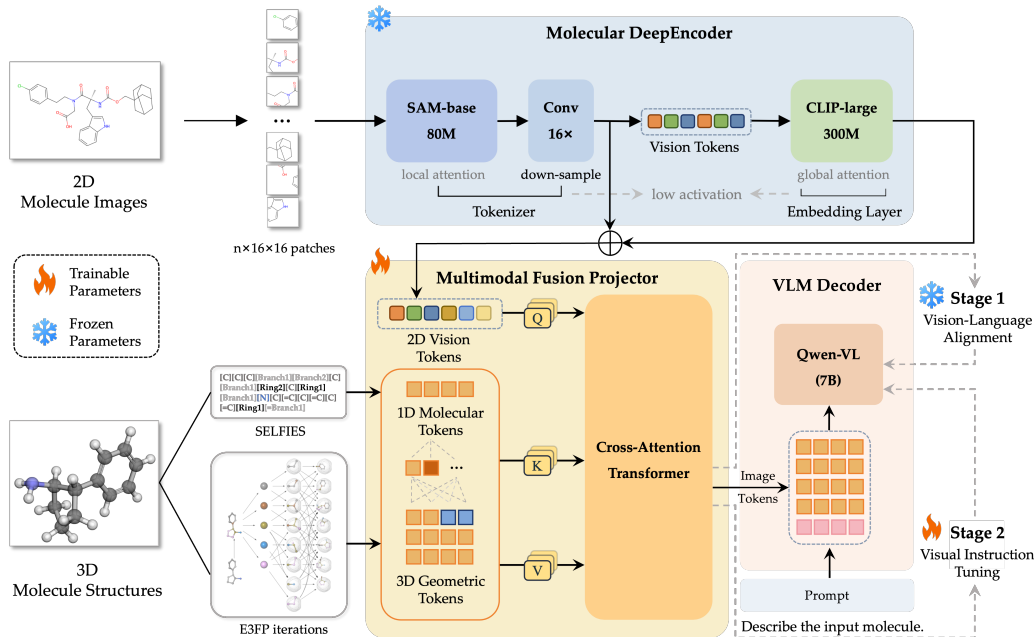 Molecular DeepEncoder
SAM-base
80M
Conv
16×
Vision Tokens
CLIP-large
300M
local attention
down-sample
global attention
low activation
Tokenizer
Embedding Layer
2D
Molecule Images
...
n×16×16 patches
Trainable
Parameters
Frozen
Parameters
Multimodal Fusion Projector
2D Vision
Tokens
Q
[C][C][C][Branch1][Branch2][C]
[Branch1][Ring2][C][Ring1]
[Branch1][N][C][=C][C][=C][C]
[=C][Ring1][=Branch1]
SELFIES
1D Molecular
Tokens
...
K
3D Geometric
Tokens
V
Cross-Attention
Transformer
3D
Molecule Structures
E3FP iterations
Image
Tokens
VLM Decoder
Qwen-VL
(7B)
Prompt
Describe the input molecule.
Stage 1
Vision-Language
Alignment
Stage 2
Visual Instruction
Tuning